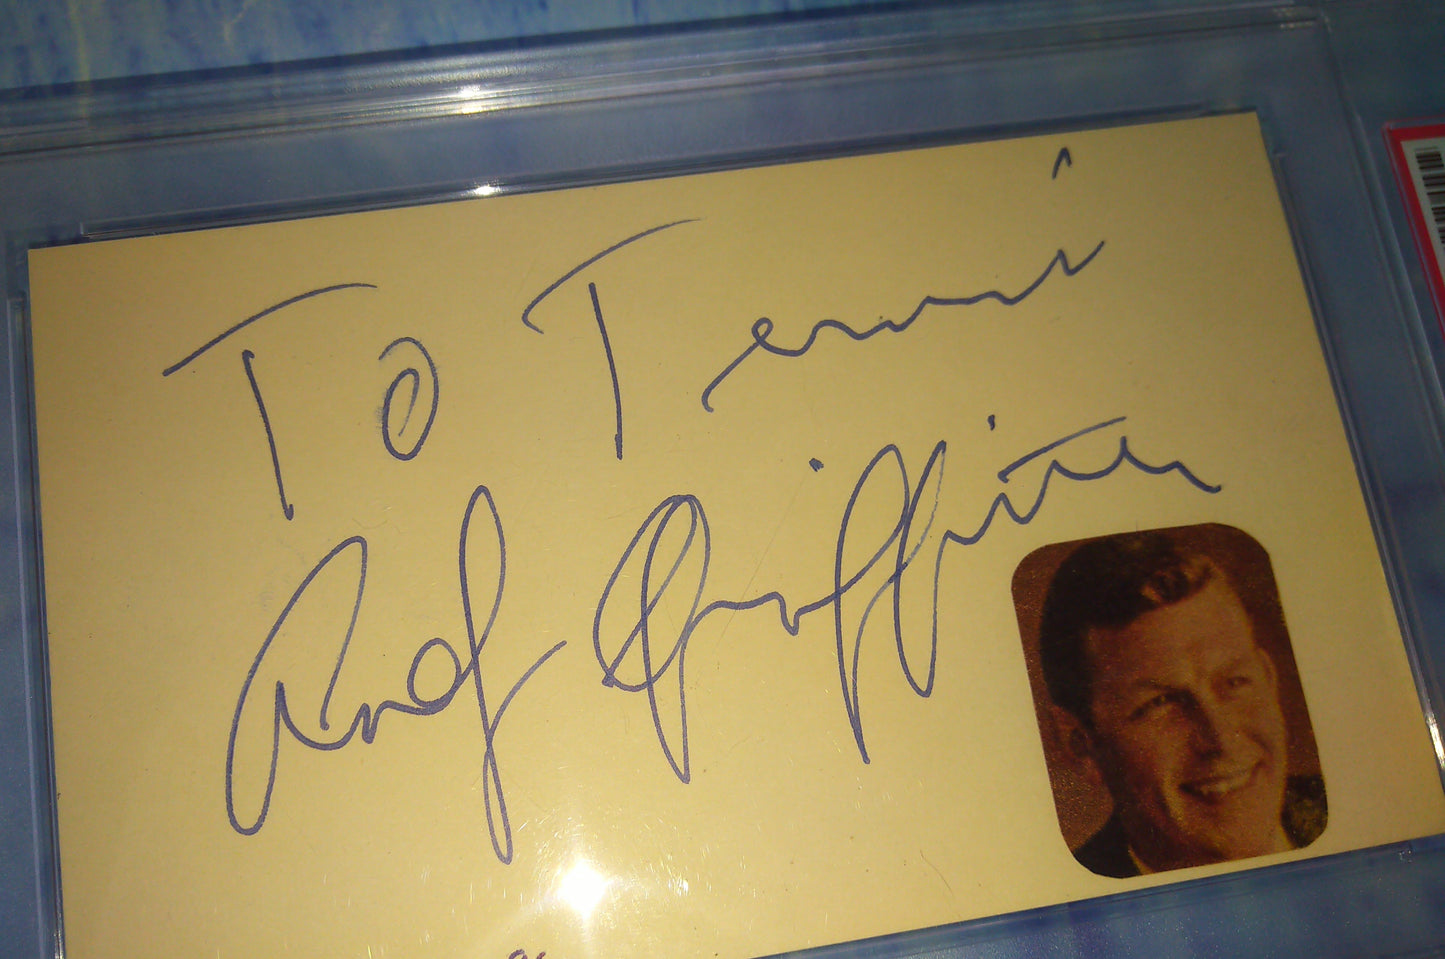 To Terri
Andy Griffith